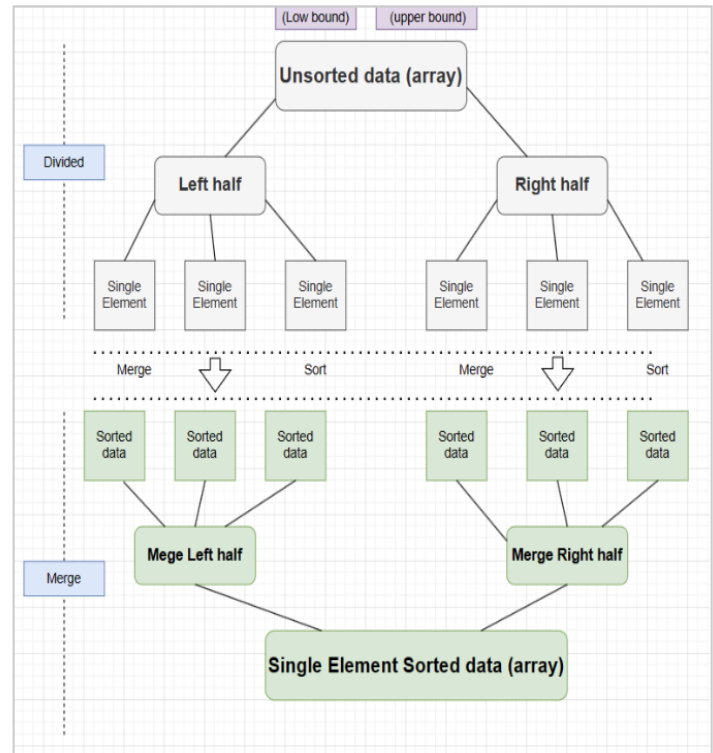 (Low bound) (upper bound)
Unsorted data (array)
Divided
Left half Right half
Single Single Single Single Single Single
Element Element Element Element Element Element
Merge Sort Merge Sort
Sorted Sorted Sorted Sorted Sorted Sorted
data data data data data data
Mege Left half Merge Right half
Merge
Single Element Sorted data (array)